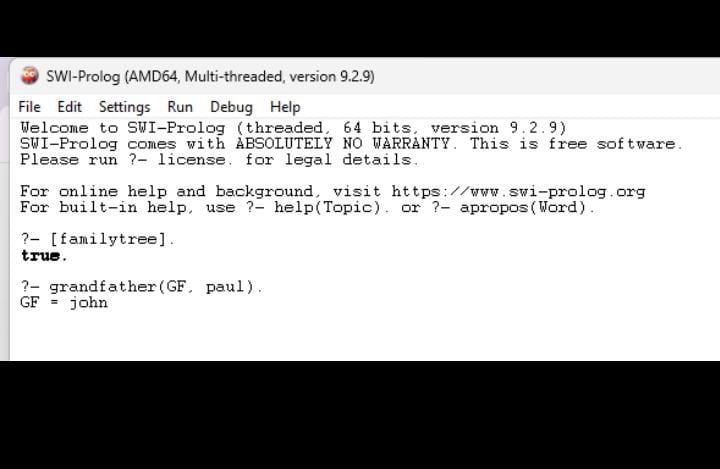 SWI-Prolog (AMD64, Multi-threaded, version 9.2.9)
File Edit Settings Run Debug Help
Welcome to SWI-Prolog (threaded, 64 bits, version 9.2.9)
SWI-Prolog comes with ABSOLUTELY NO WARRANTY. This is free software.
Please run ?- license. for legal details.
For online help and background, visit https://www.swi-prolog.org
For built-in help, use ?- help(Topic). or ?- apropos(Word).
?- [familytree].
true.
?- grandfather(GF, paul).
GF = john